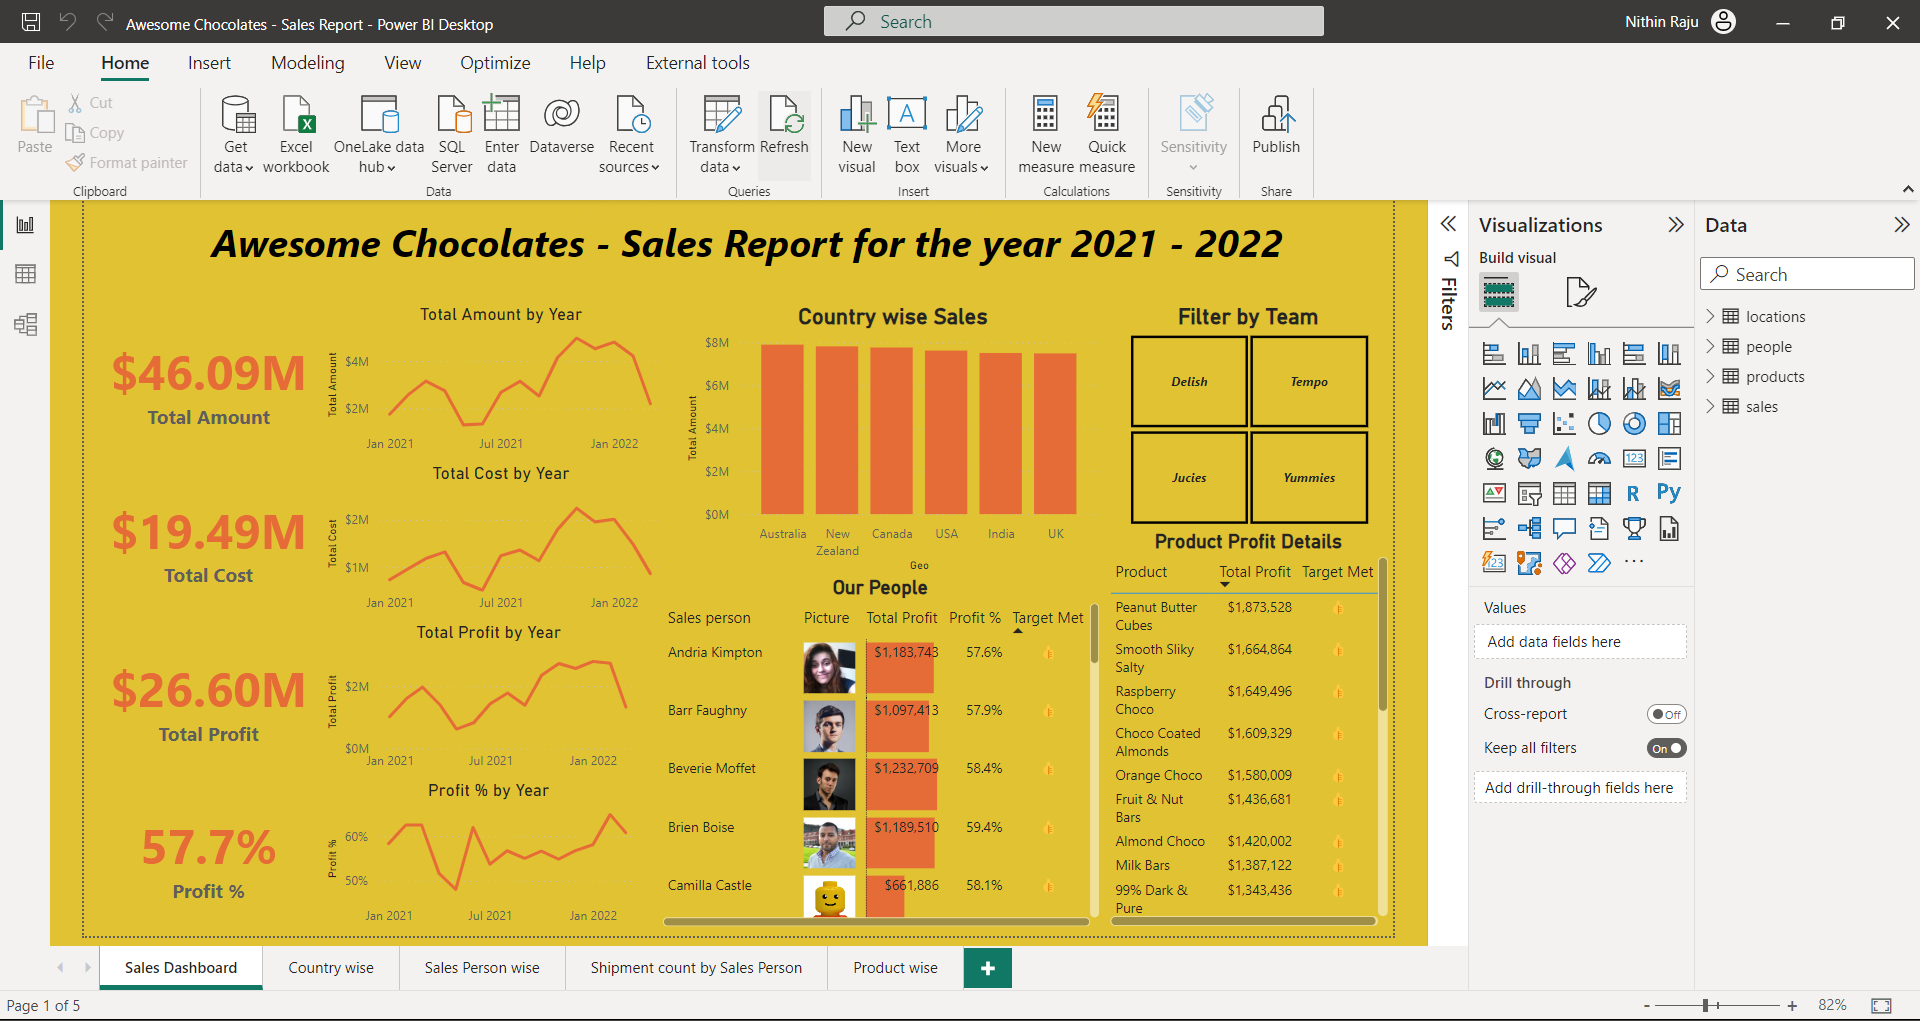 Awesome Chocolates - Sales Report - Power BI Desktop
Search
Nithin Raju
File Home Insert Modeling View Optimize Help External tools
Paste
Cut
Copy
Format painter
Clipboard
Get data
Excel workbook
OneLake data hub
SQL Server
Enter data
Dataverse
Recent sources
Data
Transform data
Refresh
Queries
New visual
A
Text box
More visuals
Insert
New measure
Quick measure
Calculations
Sensitivity
Sensitivity
Publish
Share
Awesome Chocolates - Sales Report for the year 2021 - 2022
$46.09M
Total Amount
Total Amount by Year
Total Amount
$4M
$2M
Jan 2021 Jul 2021 Jan 2022
$19.49M
Total Cost
Total Cost by Year
Total Cost
$2M
$1M
Jan 2021 Jul 2021 Jan 2022
$26.60M
Total Profit
Total Profit by Year
Total Profit
$2M
$0M
Jan 2021 Jul 2021 Jan 2022
57.7%
Profit %
Profit % by Year
Profit %
60%
50%
Jan 2021 Jul 2021 Jan 2022
Country wise Sales
Total Amount
$8M
$6M
$4M
$2M
$0M
Australia New Zealand Canada USA India UK
Geo
Our People
Sales person Picture Total Profit Profit % Target Met
Andria Kimpton $1,183,743 57.6%
Barr Faughny $1,097,413 57.9%
Beverie Moffet $1,232,709 58.4%
Brien Boise $1,189,510 59.4%
Camilla Castle $661,886 58.1%
Filter by Team
Delish Tempo
Jucies Yummies
Product Profit Details
Product Total Profit Target Met
Peanut Butter Cubes $1,873,528
Smooth Sliky Salty $1,664,864
Raspberry Choco $1,649,496
Choco Coated Almonds $1,609,329
Orange Choco $1,580,009
Fruit & Nut Bars $1,436,681
Almond Choco $1,420,002
Milk Bars $1,387,122
99% Dark & Pure $1,343,436
Filters
Visualizations
Build visual
123
R Py
123
Values
Add data fields here
Drill through
Cross-report Off
Keep all filters On
Add drill-through fields here
Data
Search
locations
people
products
sales
Sales Dashboard Country wise Sales Person wise Shipment count by Sales Person Product wise
Page 1 of 5
82%